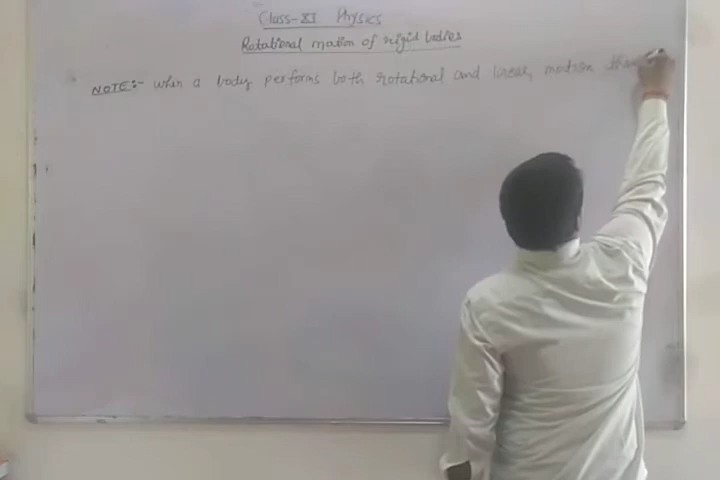 Class-XI Physics
Rotational motion of rigid bodies
NOTE:- When a body performs both rotational and linear motion